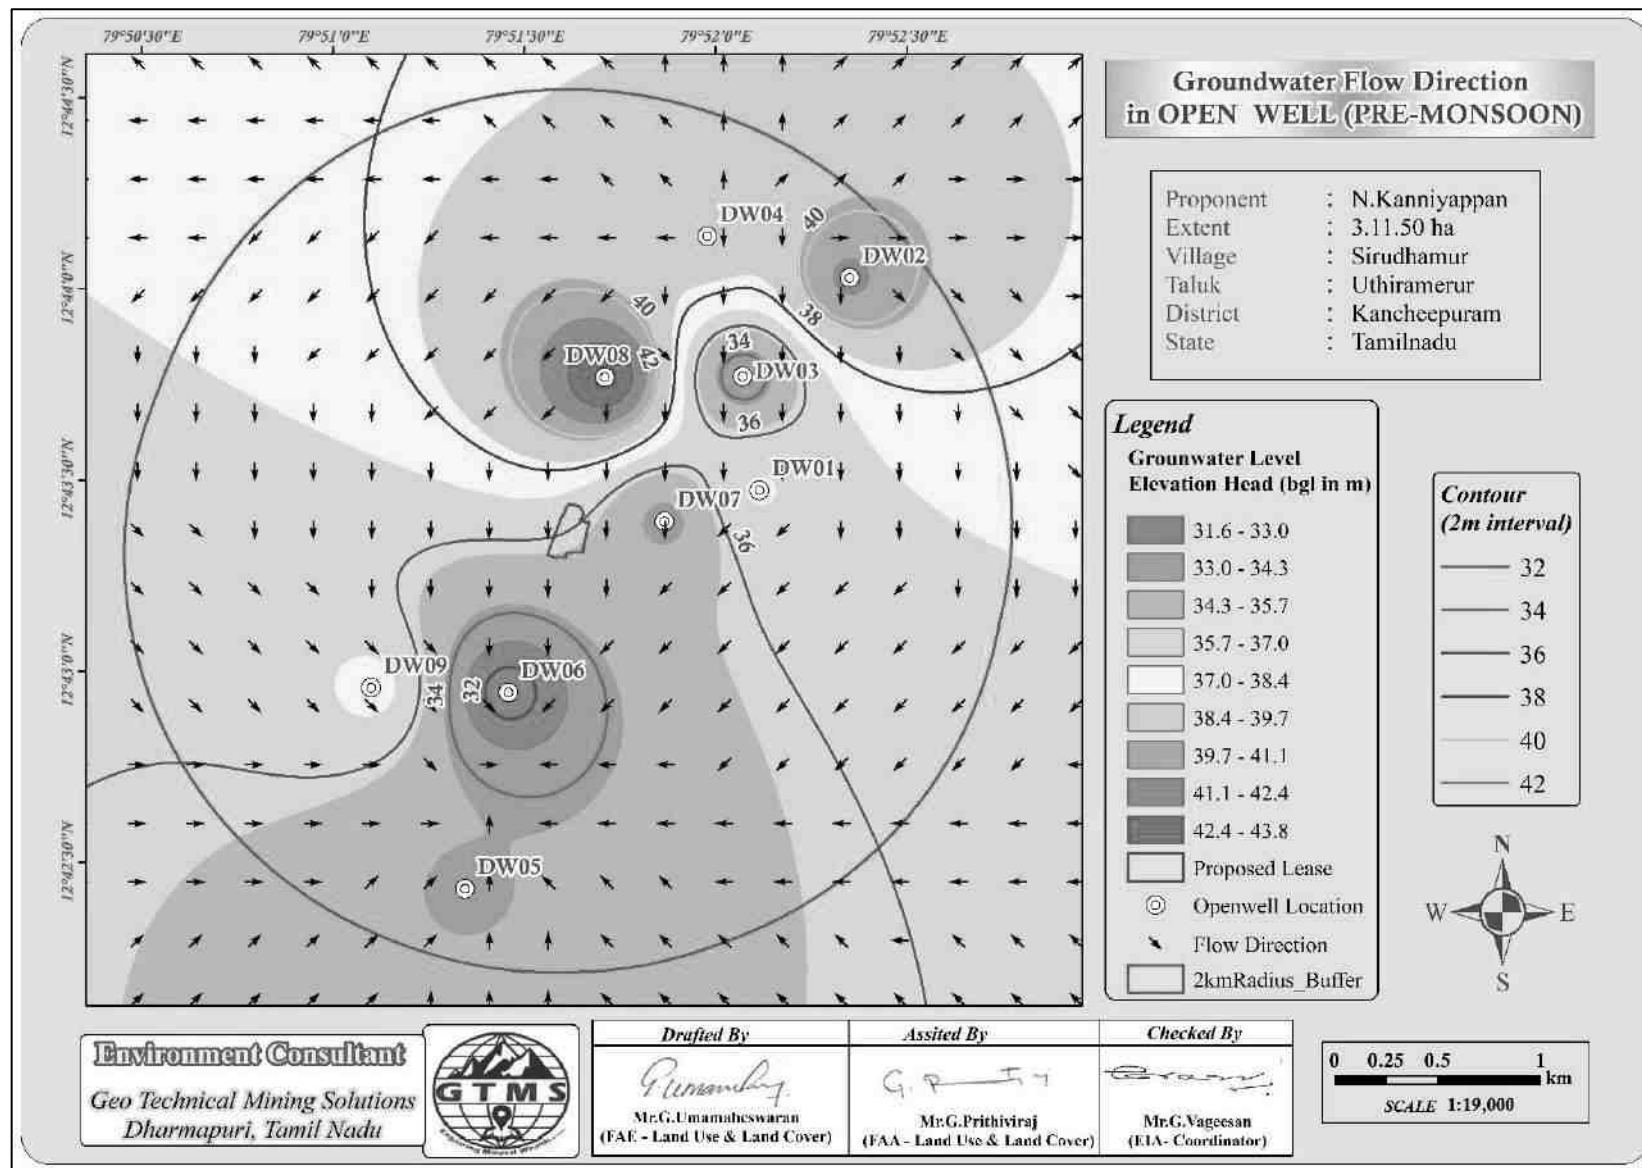 79°50'30"E 79°51'0"E 79°51'30"E 79°52'0"E 79°52'30"E
12°44'30"N
12°44'0"N
12°43'30"N
12°43'0"N
12°42'30"N
DW04
40
DW02
40
38
34
DW08
42
DW03
36
DW01
DW07
36
DW09
DW06
34
32
DW05
Groundwater Flow Direction
in OPEN WELL (PRE-MONSOON)
Proponent : N.Kanniyappan
Extent : 3.11.50 ha
Village : Sirudhamur
Taluk : Uthiramerur
District : Kancheepuram
State : Tamilnadu
Legend
Grounwater Level
Elevation Head (bgl in m)
31.6 - 33.0
33.0 - 34.3
34.3 - 35.7
35.7 - 37.0
37.0 - 38.4
38.4 - 39.7
39.7 - 41.1
41.1 - 42.4
42.4 - 43.8
Proposed Lease
Openwell Location
Flow Direction
2kmRadius_Buffer
Contour
(2m interval)
32
34
36
38
40
42
N
W E
S
Environment Consultant
Geo Technical Mining Solutions
Dharmapuri, Tamil Nadu
GTMS
Drafted By
Mr.G.Umamaheswaran
(FAE - Land Use & Land Cover)
Assited By
Mr.G.Prithiviraj
(FAA - Land Use & Land Cover)
Checked By
Mr.G.Vageesan
(EIA- Coordinator)
0 0.25 0.5 1
km
SCALE 1:19,000